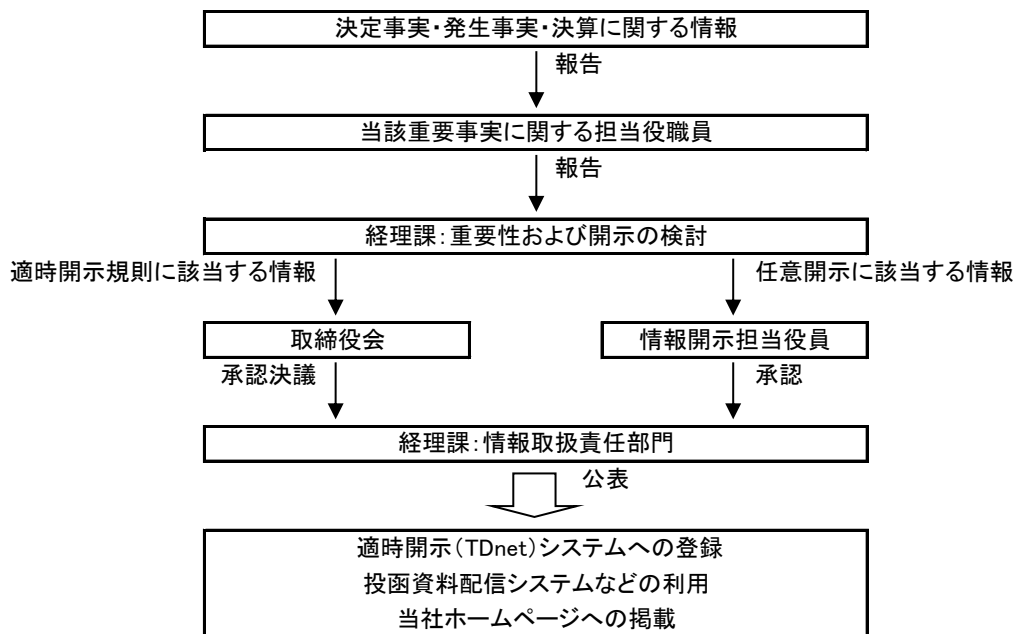 決定事実・発生事実・決算に関する情報
報告
当該重要事実に関する担当役職員
報告
経理課：重要性および開示の検討
適時開示規則に該当する情報
任意開示に該当する情報
取締役会
情報開示担当役員
承認決議
承認
経理課：情報取扱責任部門
公表
適時開示（TDnet）システムへの登録
投函資料配信システムなどの利用
当社ホームページへの掲載